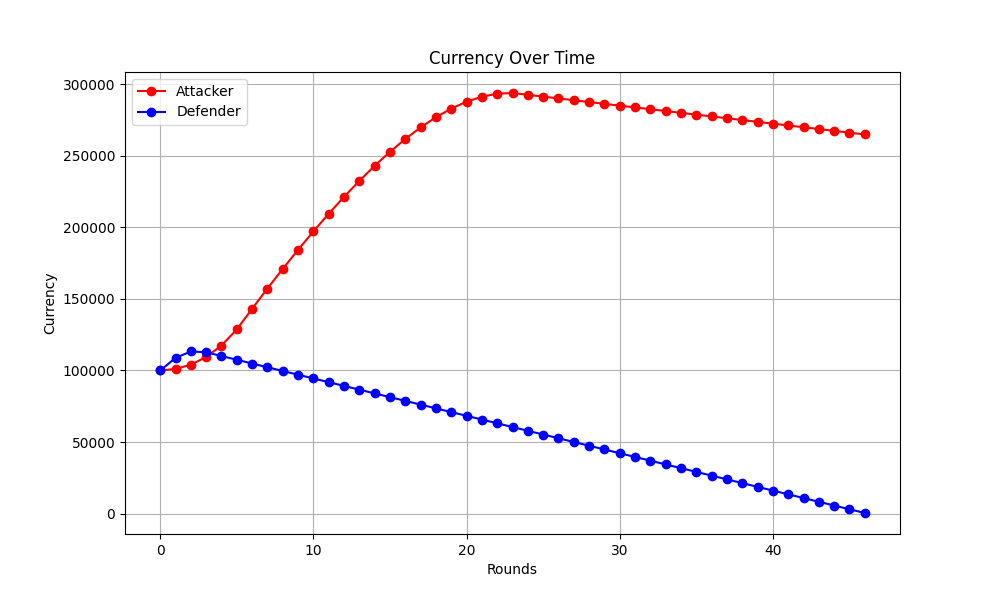 Currency Over Time
Attacker
Defender
300000
250000
200000
150000
100000
50000
0
Currency
0 10 20 30 40
Rounds